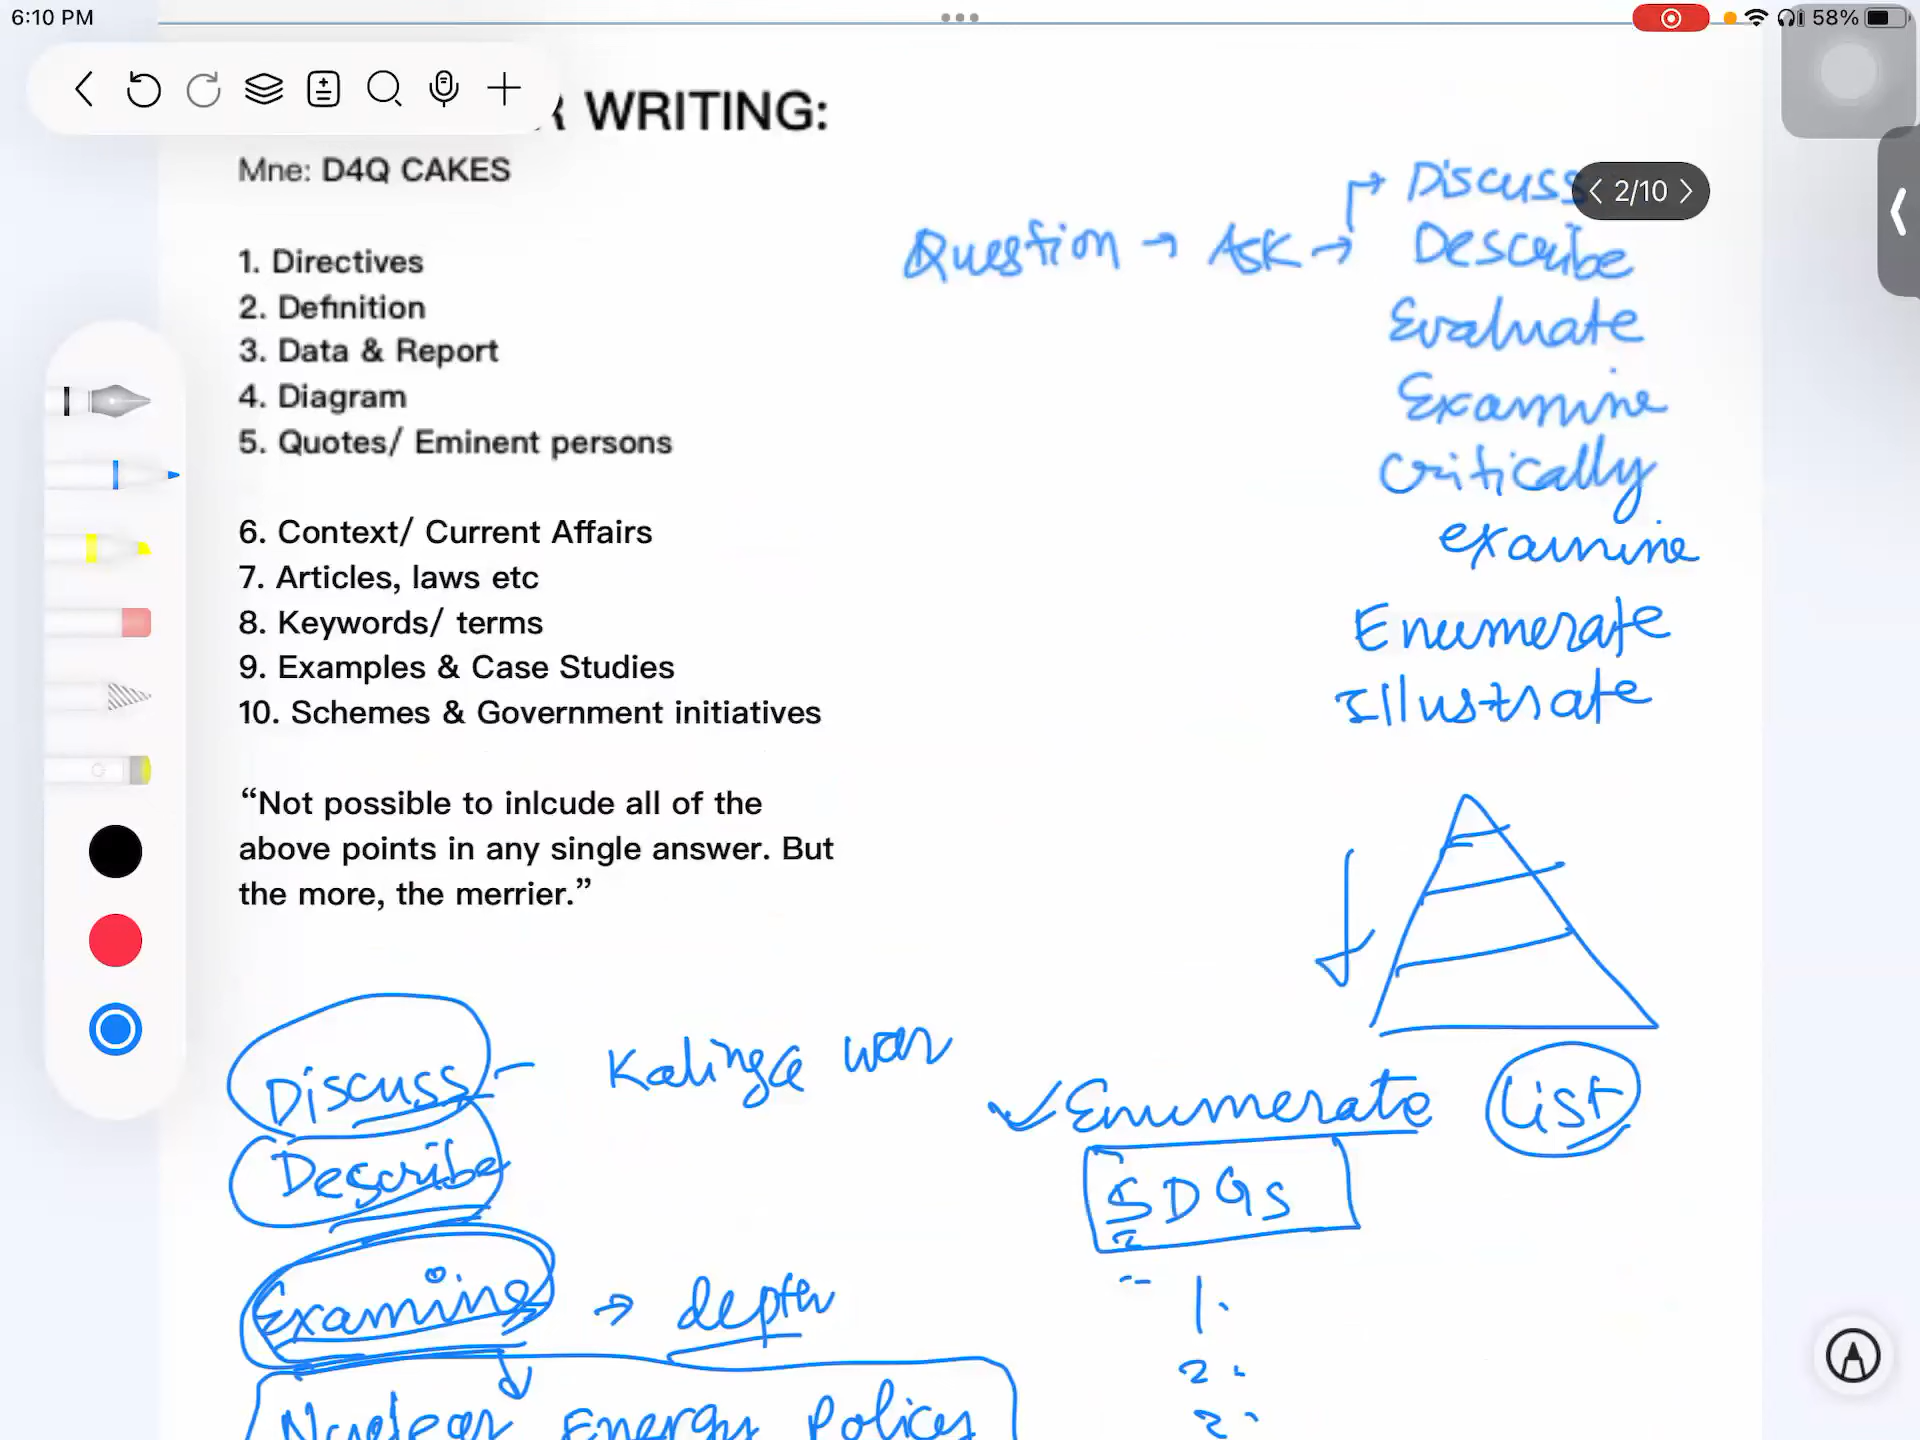 6:10 PM
58%
WRITING:
Mne: D4Q CAKES
2/10
1. Directives
2. Definition
3. Data & Report
4. Diagram
5. Quotes/ Eminent persons
6. Context/ Current Affairs
7. Articles, laws etc
8. Keywords/ terms
9. Examples & Case Studies
10. Schemes & Government initiatives
“Not possible to inlcude all of the
above points in any single answer. But
the more, the merrier.”
Question → Ask → Discuss
Describe
Evaluate
Examine
Critically
examine
Enumerate
Illustrate
Discuss - Kalinga war
Describe
Examine → depth
Nuclear Energy Policy
Enumerate List
SDGs
1.
2.